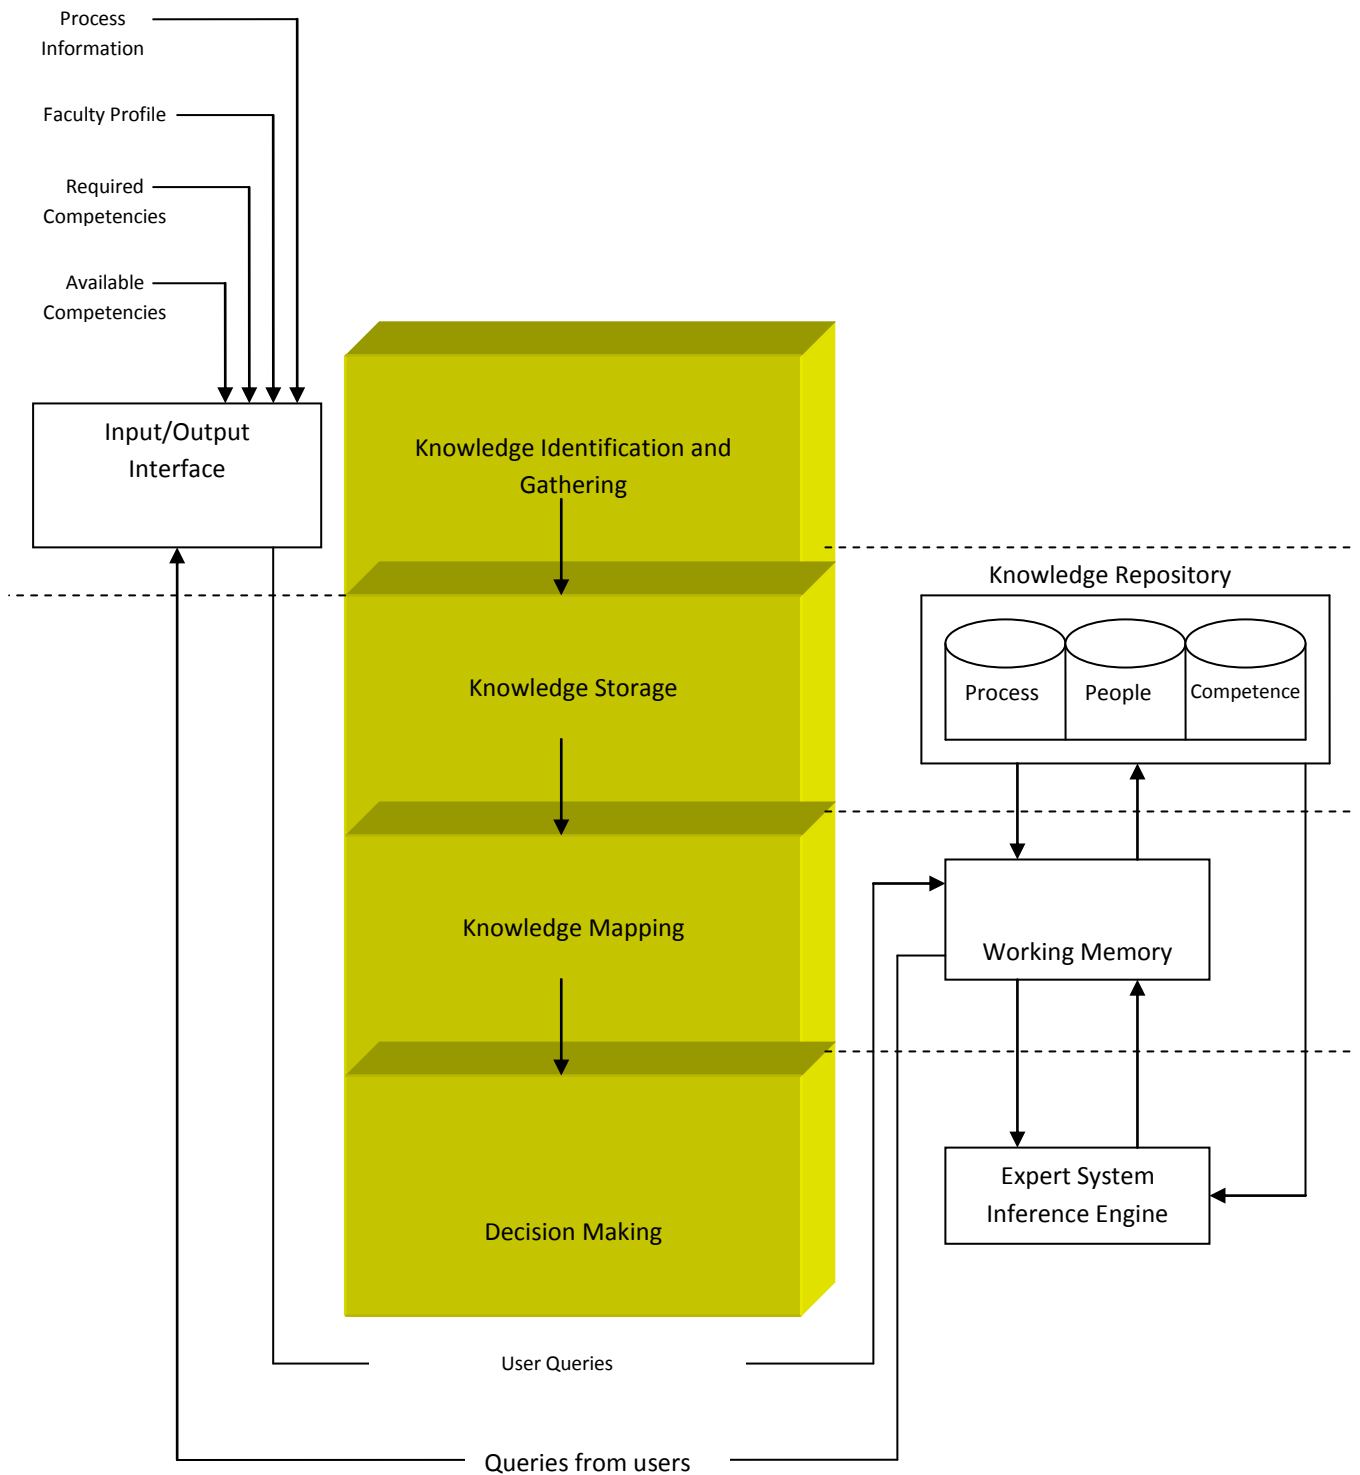 Process
Information
Faculty Profile
Required
Competencies
Available
Competencies
Input/Output
Interface
Knowledge Identification and
Gathering
Knowledge Repository
Process
People
Competence
Knowledge Storage
Knowledge Mapping
Working Memory
Expert System
Inference Engine
Decision Making
User Queries
Queries from users